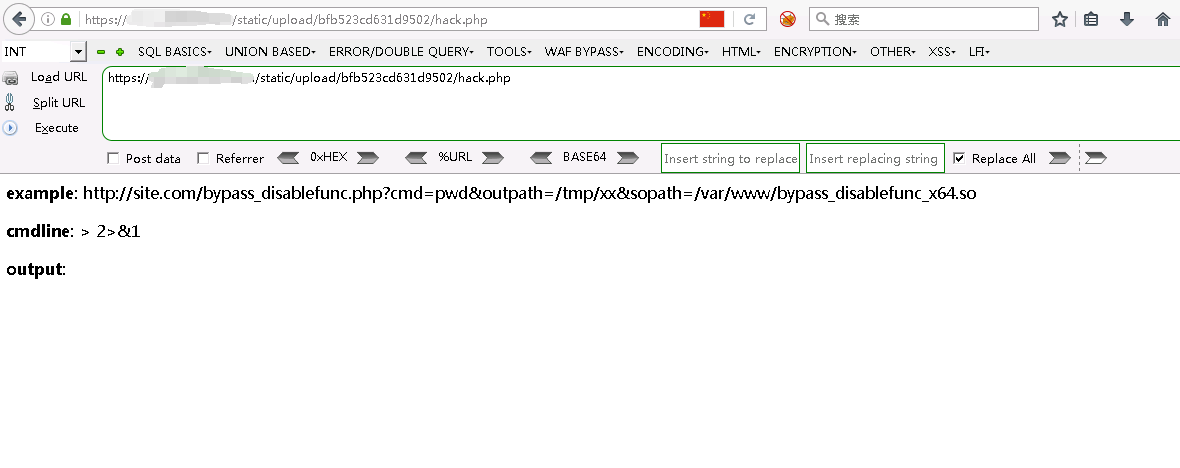 https:// /static/upload/bfb523cd631d9502/hack.php 搜索
INT SQL BASICS UNION BASED ERROR/DOUBLE QUERY TOOLS WAF BYPASS ENCODING HTML ENCRYPTION OTHER XSS LFI
Load URL https:// /static/upload/bfb523cd631d9502/hack.php
Split URL
Execute
Post data Referrer 0xHEX %URL BASE64 Insert string to replace Insert replacing string Replace All
example: http://site.com/bypass_disablefunc.php?cmd=pwd&outpath=/tmp/xx&sopath=/var/www/bypass_disablefunc_x64.so
cmdline: > 2>&1
output: